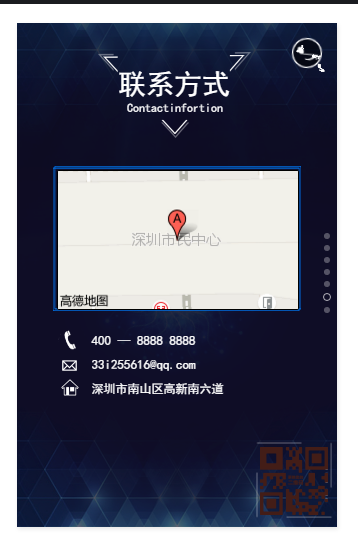 联系方式
Contactinfortion
A
深圳市民中心
高德地图
400 — 8888 8888
33i255616@qq.com
深圳市南山区高新南六道